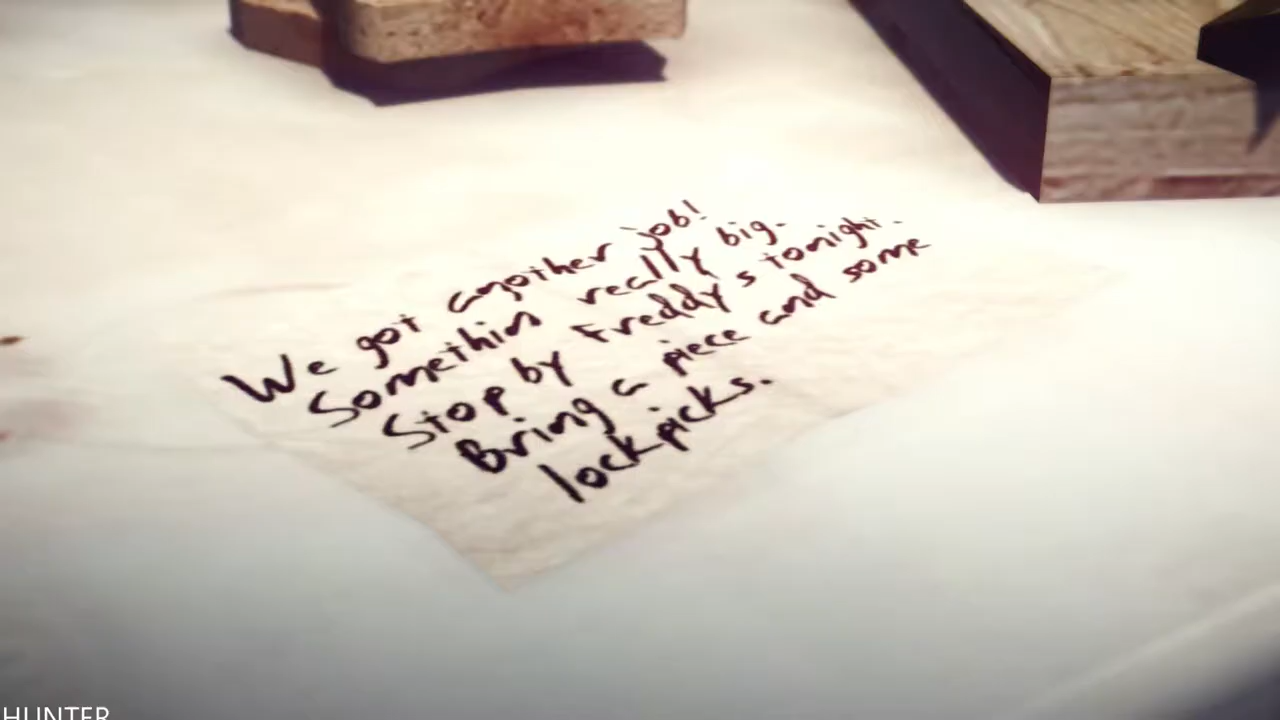 We got another job!
Somethin really big.
Stop by Freddy's tonight.
Bring a piece and some
lockpicks.
HUNTER